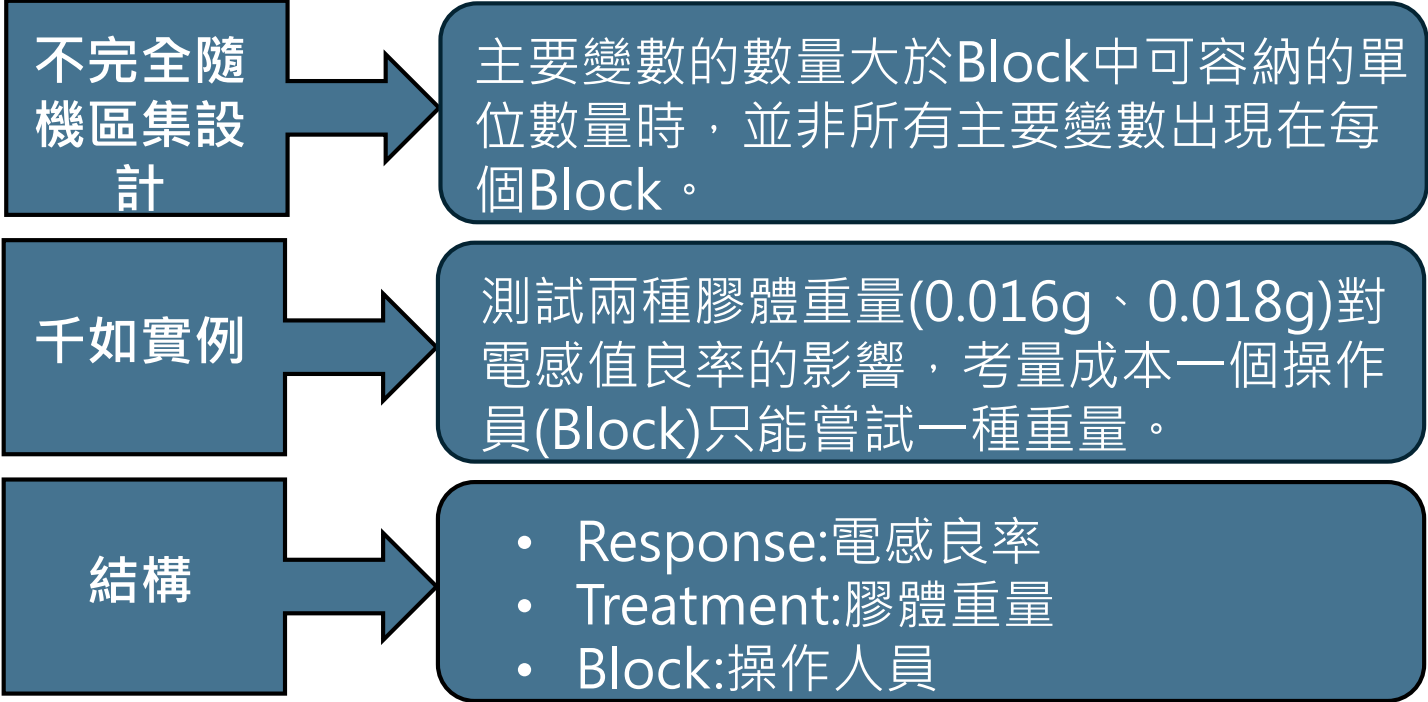 不完全隨
機區集設
計
主要變數的數量大於Block中可容納的單
位數量時，並非所有主要變數出現在每
個Block。
千如實例
測試兩種膠體重量(0.016g、0.018g)對
電感值良率的影響，考量成本一個操作
員(Block)只能嘗試一種重量。
結構
• Response:電感良率
• Treatment:膠體重量
• Block:操作人員